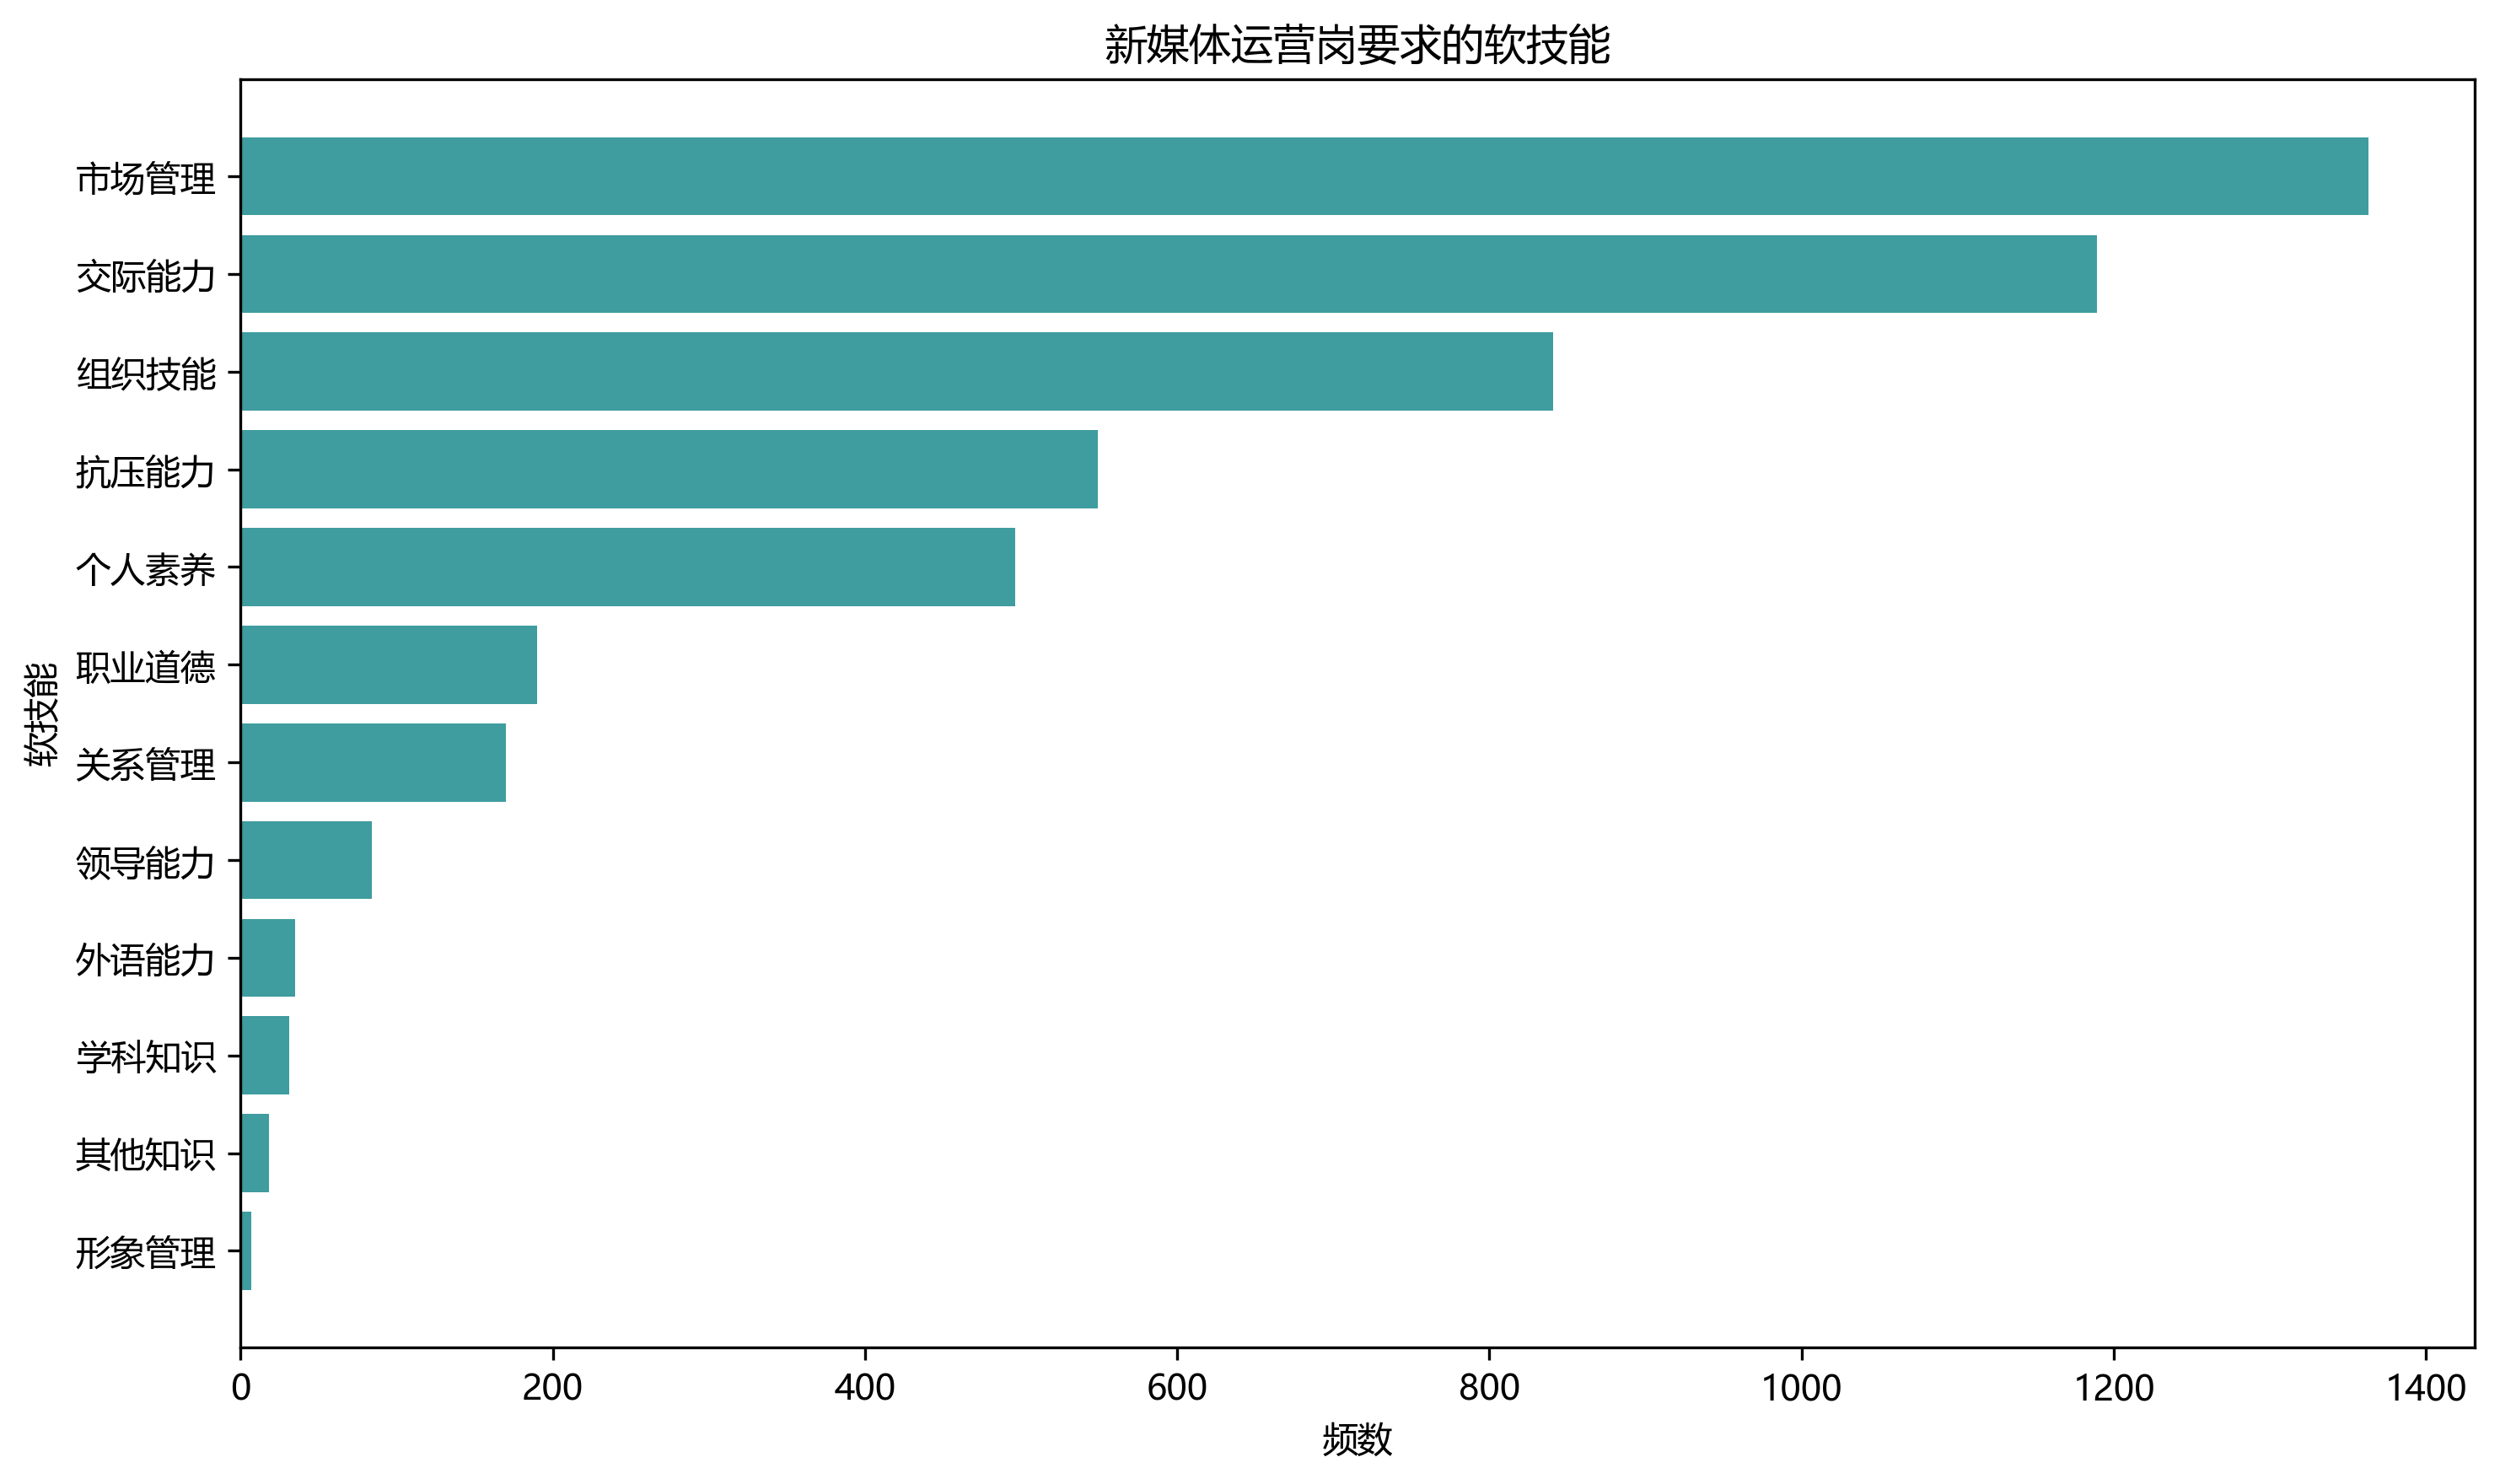 新媒体运营岗要求的软技能
市场管理
交际能力
组织技能
抗压能力
个人素养
职业道德
关系管理
领导能力
外语能力
学科知识
其他知识
形象管理
软技能
0 200 400 600 800 1000 1200 1400
频数